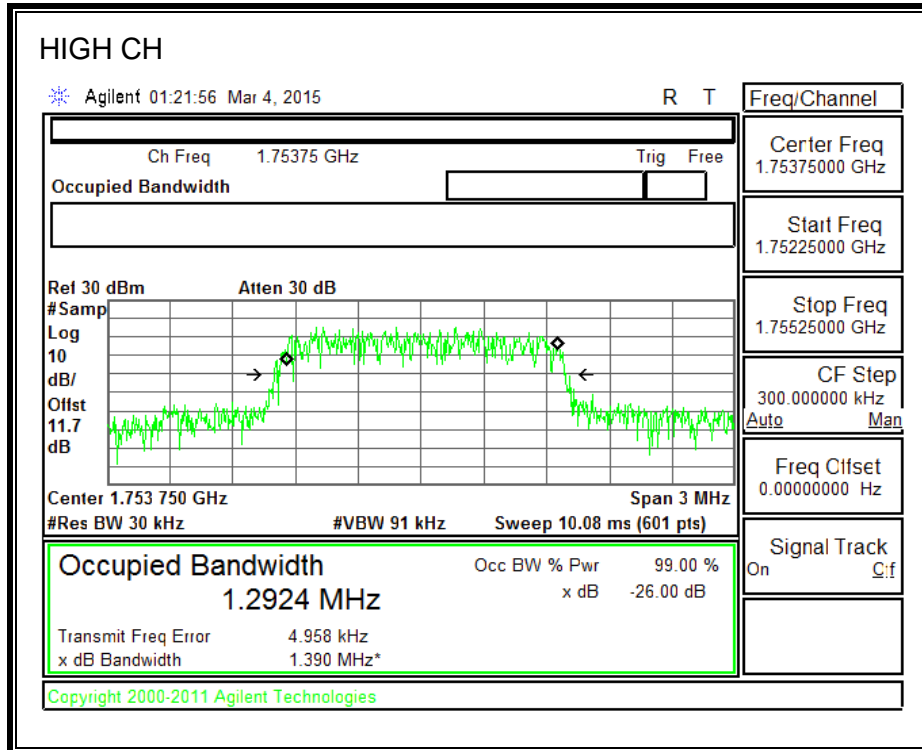 HIGH CH
Agilent 01:21:56 Mar 4, 2015 R T
Freq/Channel
Ch Freq 1.75375 GHz Trig Free
Occupied Bandwidth
Center Freq
1.75375000 GHz
Start Freq
1.75225000 GHz
Stop Freq
1.75525000 GHz
CF Step
300.000000 kHz
Auto Man
Freq Offset
0.00000000 Hz
Signal Track
On Off
Ref 30 dBm Atten 30 dB
#Samp
Log
10
dB/
Offst
11.7
dB
Center 1.753 750 GHz Span 3 MHz
#Res BW 30 kHz #VBW 91 kHz Sweep 10.08 ms (601 pts)
Occupied Bandwidth
1.2924 MHz
Occ BW % Pwr 99.00 %
x dB -26.00 dB
Transmit Freq Error 4.958 kHz
x dB Bandwidth 1.390 MHz*
Copyright 2000-2011 Agilent Technologies